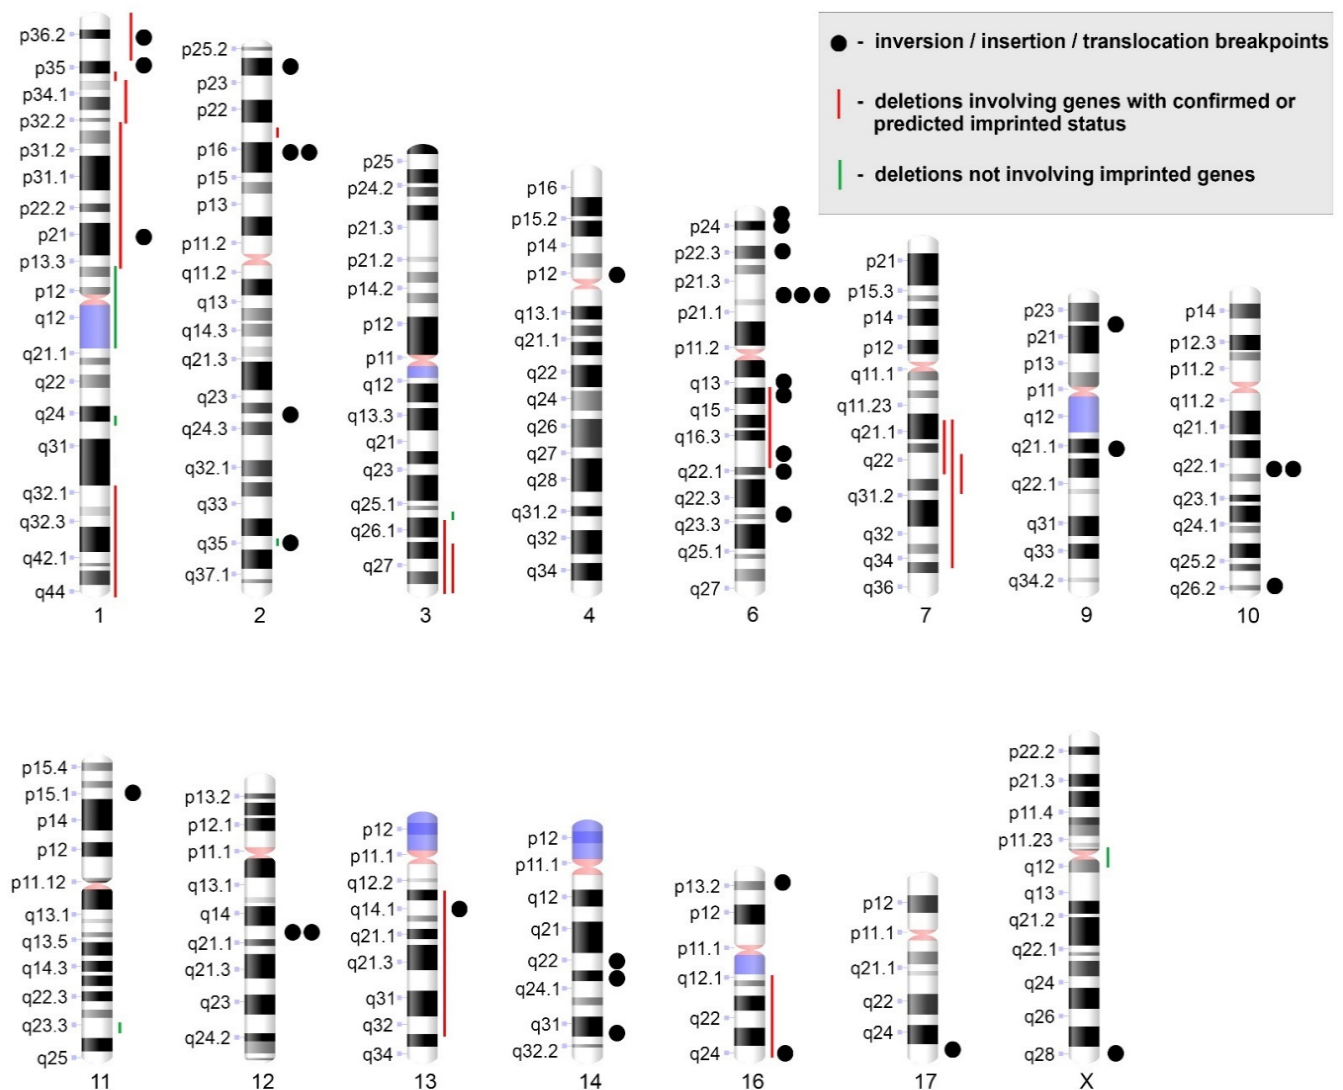 ● - inversion / insertion / translocation breakpoints
- deletions involving genes with confirmed or
predicted imprinted status
- deletions not involving imprinted genes
p36.2
p35
p34.1
p32.2
p31.2
p31.1
p22.2
p21
p13.3
p12
q12
q21.1
q22
q24
q31
q32.1
q32.3
q42.1
q44
1
p25.2
p23
p22
p16
p15
p13
p11.2
q11.2
q13
q14.3
q21.3
q23
q24.3
q32.1
q33
q35
q37.1
2
p25
p24.2
p21.3
p21.2
p14.2
p12
p11
q12
q13.3
q21
q23
q25.1
q26.1
q27
3
p16
p15.2
p14
p12
q13.1
q21.1
q22
q24
q26
q27
q28
q31.2
q32
q34
4
p24
p22.3
p21.3
p21.1
p11.2
q13
q15
q16.3
q22.1
q22.3
q23.3
q25.1
q27
6
p21
p15.3
p14
p12
q11.1
q11.23
q21.1
q22
q31.2
q32
q34
q36
7
p23
p21
p13
p11
q12
q21.1
q22.1
q31
q33
q34.2
9
p14
p12.3
p11.2
q11.2
q21.1
q22.1
q23.1
q24.1
q25.2
q26.2
10
p15.4
p15.1
p14
p12
p11.12
q13.1
q13.5
q14.3
q22.3
q23.3
q25
11
p13.2
p12.1
p11.1
q13.1
q14
q21.1
q21.3
q23
q24.2
12
p12
p11.1
q12.2
q14.1
q21.1
q21.3
q31
q32
q34
13
p12
p11.1
q12
q21
q22
q24.1
q31
q32.2
14
p13.2
p12
p11.1
q12.1
q22
q24
16
p12
p11.1
q21.1
q22
q24
17
p22.2
p21.3
p11.4
p11.23
q12
q13
q21.2
q22.1
q24
q26
q28
X